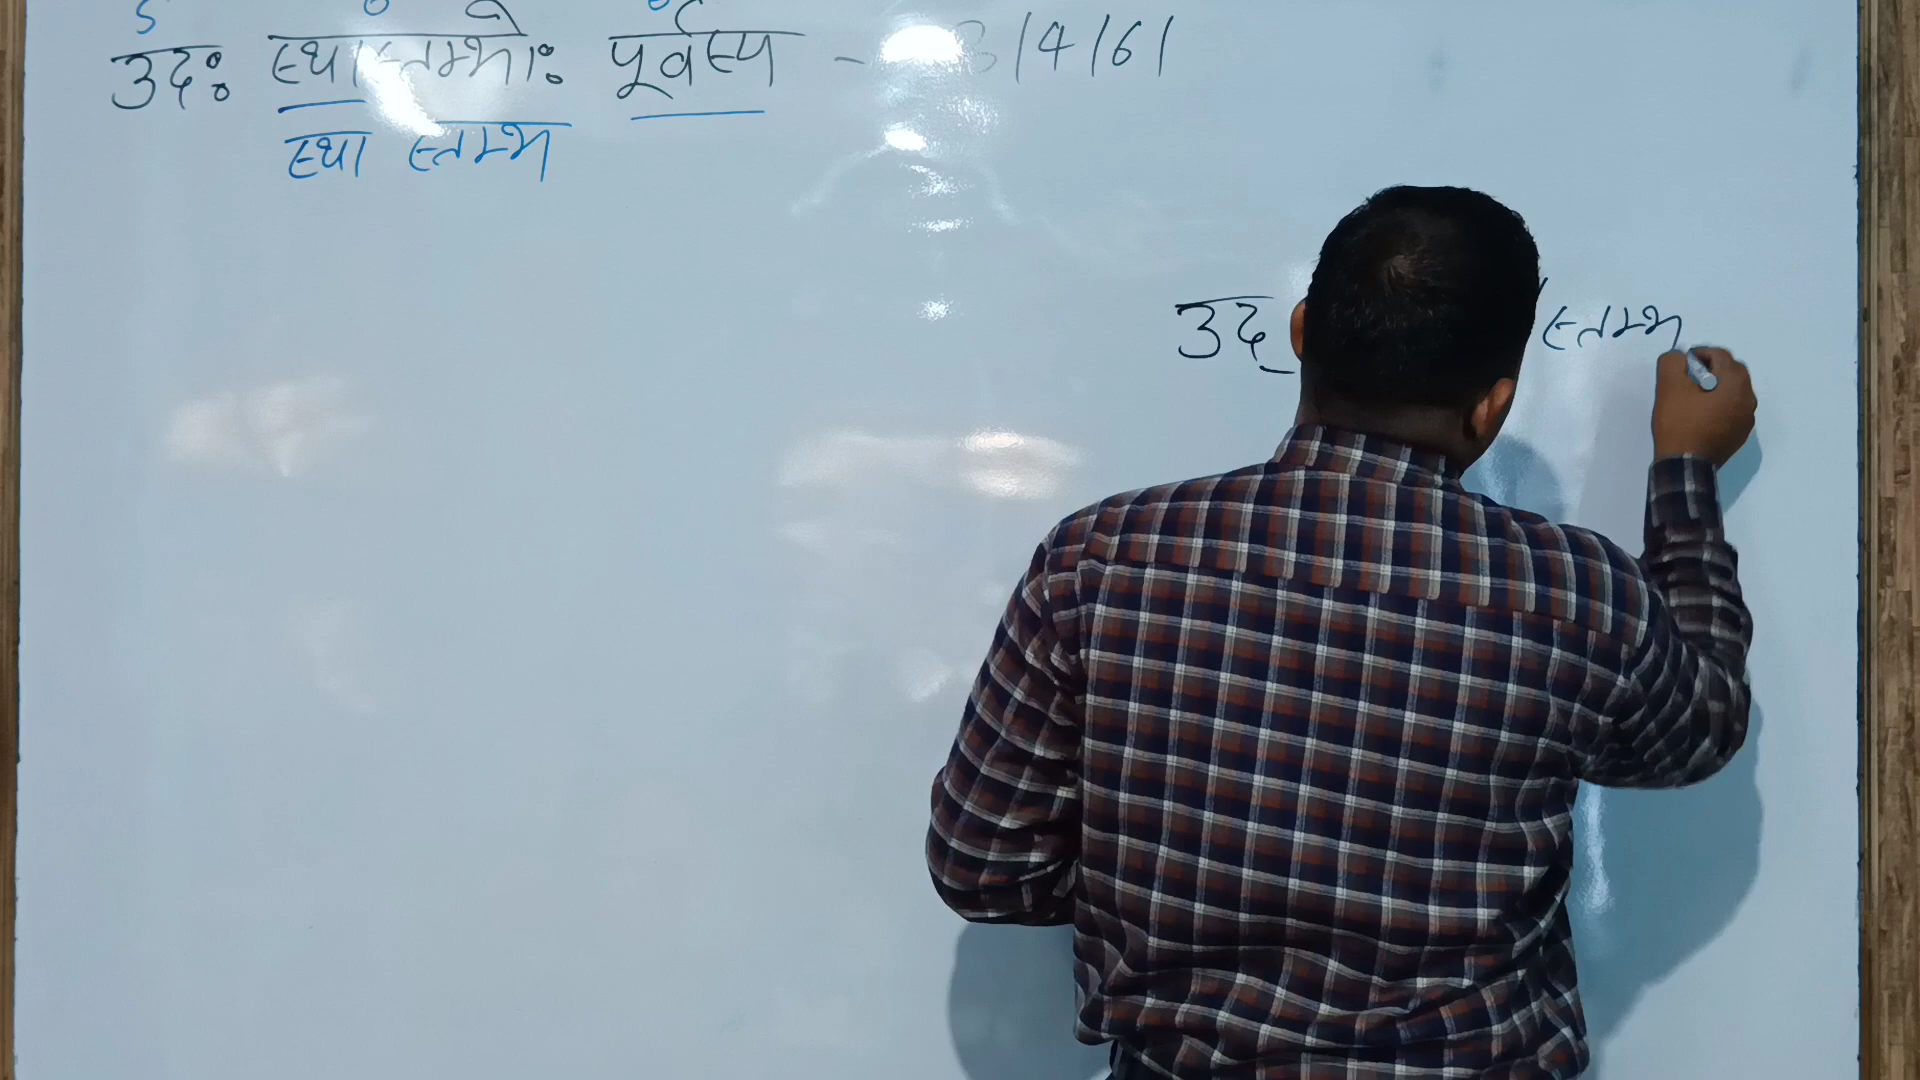 उदः स्थास्तम्भोः पूर्वस्य - 8/4/61
स्था स्तम्भ
उद् स्तम्भ